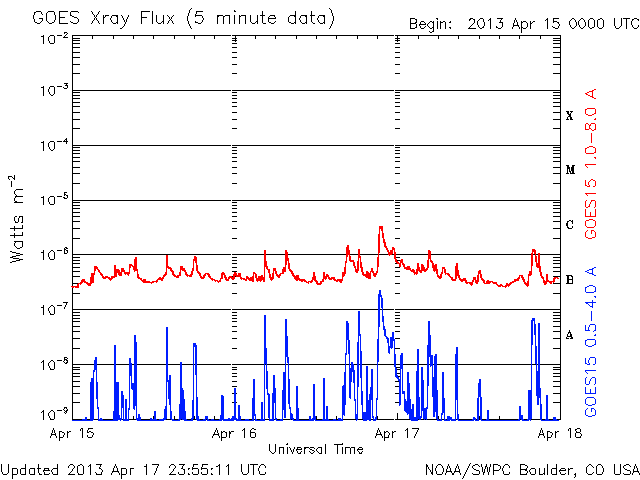 GOES Xray Flux (5 minute data)
Begin: 2013 Apr 15 0000 UTC
10⁻²
10⁻³
10⁻⁴
10⁻⁵
10⁻⁶
10⁻⁷
10⁻⁸
10⁻⁹
Watts m⁻²
X
M
C
B
A
GOES15 1.0-8.0 A
GOES15 0.5-4.0 A
Apr 15
Apr 16
Apr 17
Apr 18
Universal Time
Updated 2013 Apr 17 23:55:11 UTC
NOAA/SWPC Boulder, CO USA